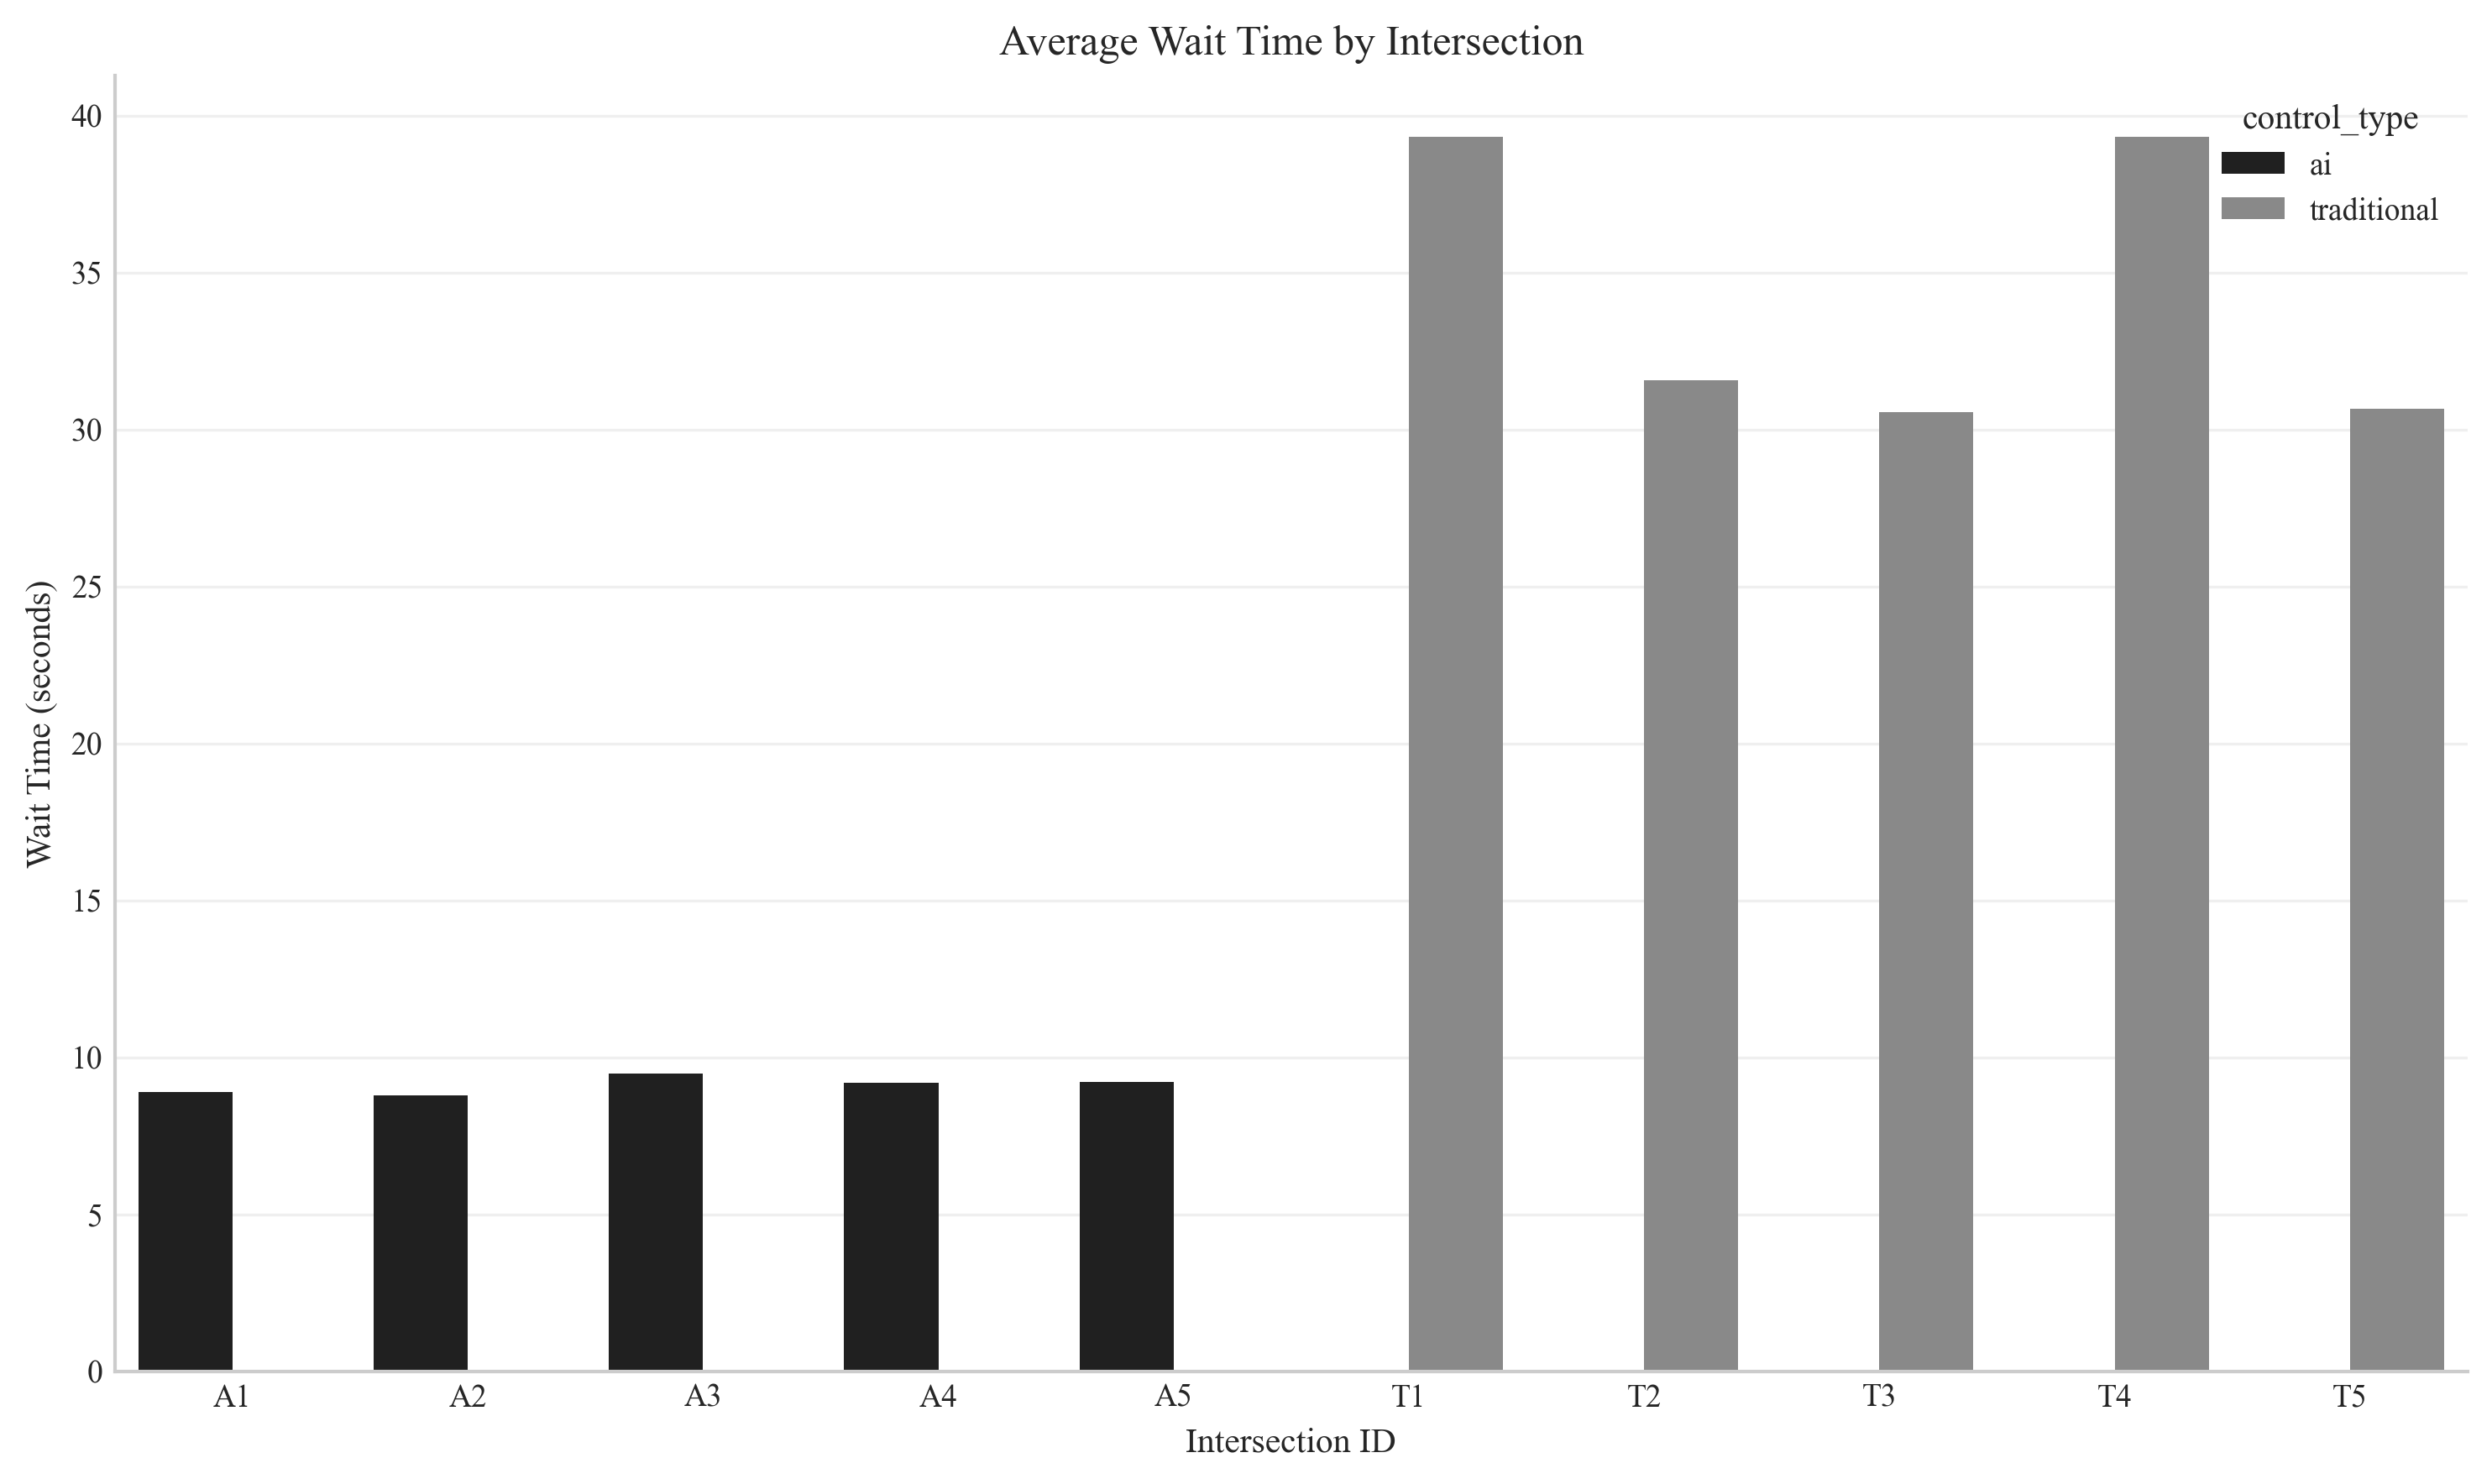 Average Wait Time by Intersection
40
35
30
25
20
15
10
5
0
Wait Time (seconds)
control_type
ai
traditional
A1 A2 A3 A4 A5 T1 T2 T3 T4 T5
Intersection ID